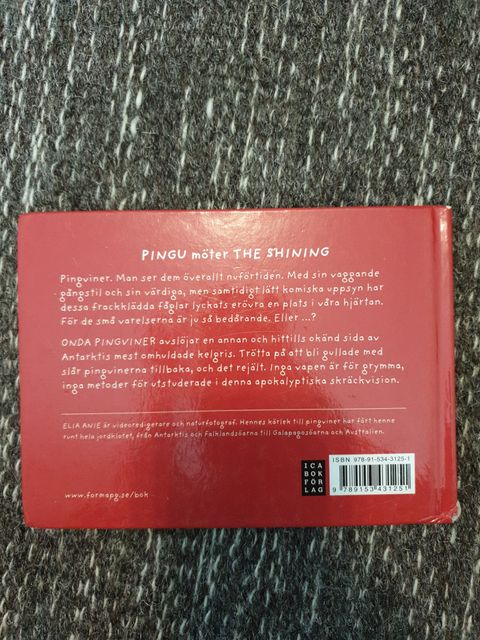 PINGU möter THE SHINING
Pingviner. Man ser dem överallt nuförtiden. Med sin vaggande
gångstil och sin värdiga, men samtidigt lätt komiska uppsyn har
dessa frackklädda fåglar lyckats erövra en plats i våra hjärtan.
För de små varelserna är ju så bedårande. Eller ...?
ONDA PINGVINER avslöjar en annan och hittills okänd sida av
Antarktis mest omhuldade kelgris. Trötta på att bli gullade med
slår pingvinerna tillbaka, och det rejält. Inga vapen är för grymma,
inga metoder för utstuderade i denna apokalyptiska skräckvision.
ELIA ANIE är videoredigerare och naturfotograf. Hennes kärlek till pingviner har fört henne
runt hela jordklotet, från Antarktis och Falklandsöarna till Galapagosöarna och Australien.
www.formapg.se/bok
ICA
BOK
FÖR
LAG
ISBN 978-91-534-3125-1
9 789153 431251